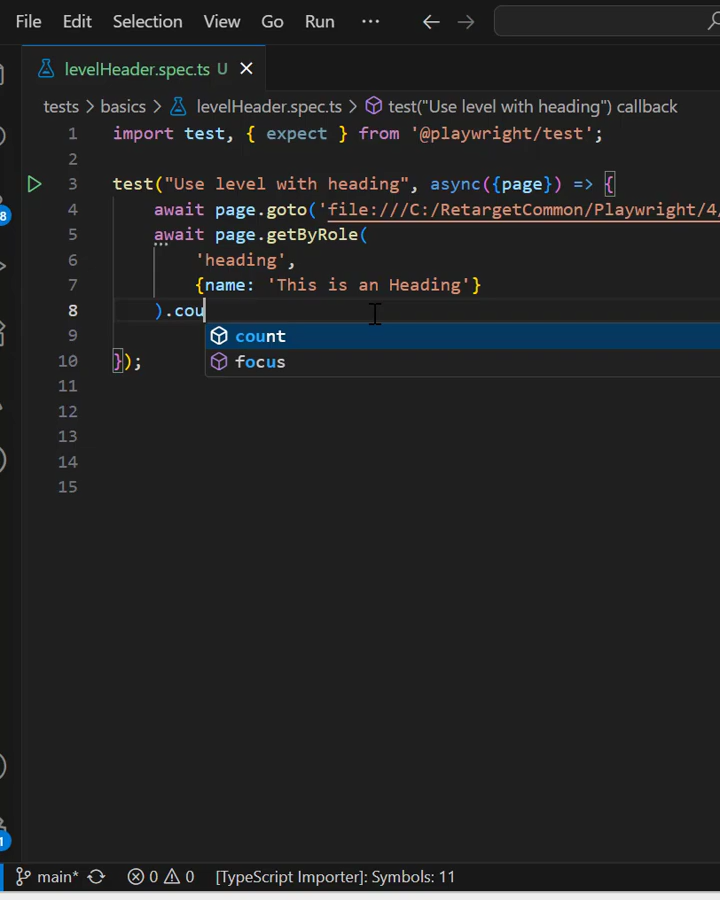 File Edit Selection View Go Run ···
levelHeader.spec.ts U
tests > basics > levelHeader.spec.ts > test("Use level with heading") callback
1 import test, { expect } from '@playwright/test';
2
3 test("Use level with heading", async({page}) => {
4 await page.goto('file:///C:/RetargetCommon/Playwright/4
5 await page.getByRole(
6 'heading',
7 {name: 'This is an Heading'}
8 ).cou
count
9
focus
10 });
11
12
13
14
15
8
1
main* 0 0 [TypeScript Importer]: Symbols: 11